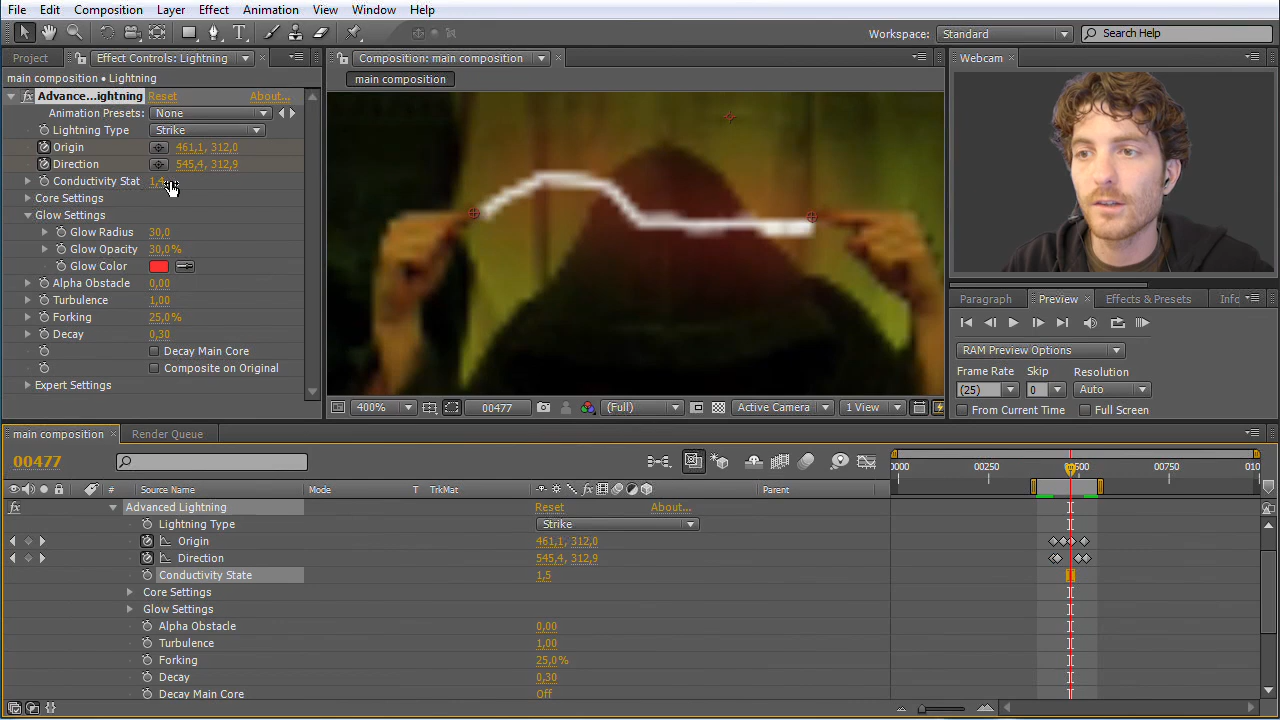 File Edit Composition Layer Effect Animation View Window Help
Workspace: Standard Search Help
Project Effect Controls: Lightning Composition: main composition Webcam
main composition • Lightning main composition
Advance...ightning Reset About...
Animation Presets: None
Lightning Type Strike
Origin 461,1, 312,0
Direction 545,4, 312,9
Conductivity Stat
Core Settings
Glow Settings
Glow Radius 30,0
Glow Opacity 30,0%
Glow Color
Alpha Obstacle 0,00
Turbulence 1,00
Forking 25,0%
Decay 0,30
Decay Main Core
Composite on Original
Expert Settings
Paragraph Preview Effects & Presets Info
RAM Preview Options
Frame Rate Skip Resolution
(25) 0 Auto
From Current Time Full Screen
400% 00477 (Full) Active Camera 1 View
main composition Render Queue
00477
0000 00250 00500 00750 010
# Source Name Mode T TrkMat Parent
Advanced Lightning Reset About...
Lightning Type Strike
Origin 461,1, 312,0
Direction 545,4, 312,9
Conductivity State 1,5
Core Settings
Glow Settings
Alpha Obstacle 0,00
Turbulence 1,00
Forking 25,0%
Decay 0,30
Decay Main Core Off